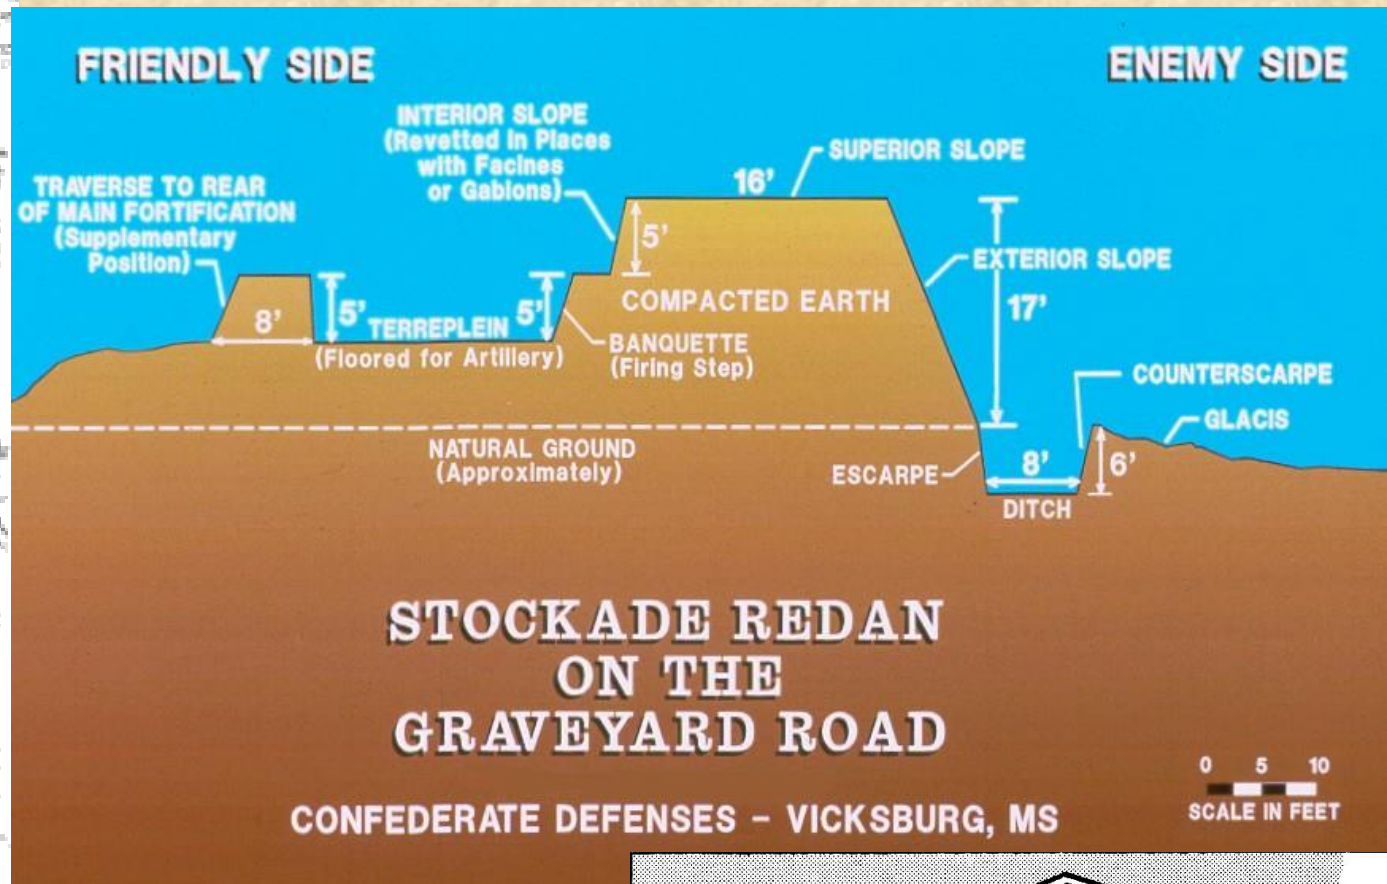 FRIENDLY SIDE
ENEMY SIDE
INTERIOR SLOPE
(Revetted in Places
with Facines
or Gabions)
SUPERIOR SLOPE
16'
TRAVERSE TO REAR
OF MAIN FORTIFICATION
(Supplementary
Position)
5'
EXTERIOR SLOPE
COMPACTED EARTH
17'
8'
5'
TERREPLEIN
5'
(Floored for Artillery)
BANQUETTE
(Firing Step)
COUNTERSCARPE
GLACIS
NATURAL GROUND
(Approximately)
ESCARPE
8'
6'
DITCH
STOCKADE REDAN
ON THE
GRAVEYARD ROAD
0 5 10
SCALE IN FEET
CONFEDERATE DEFENSES – VICKSBURG, MS